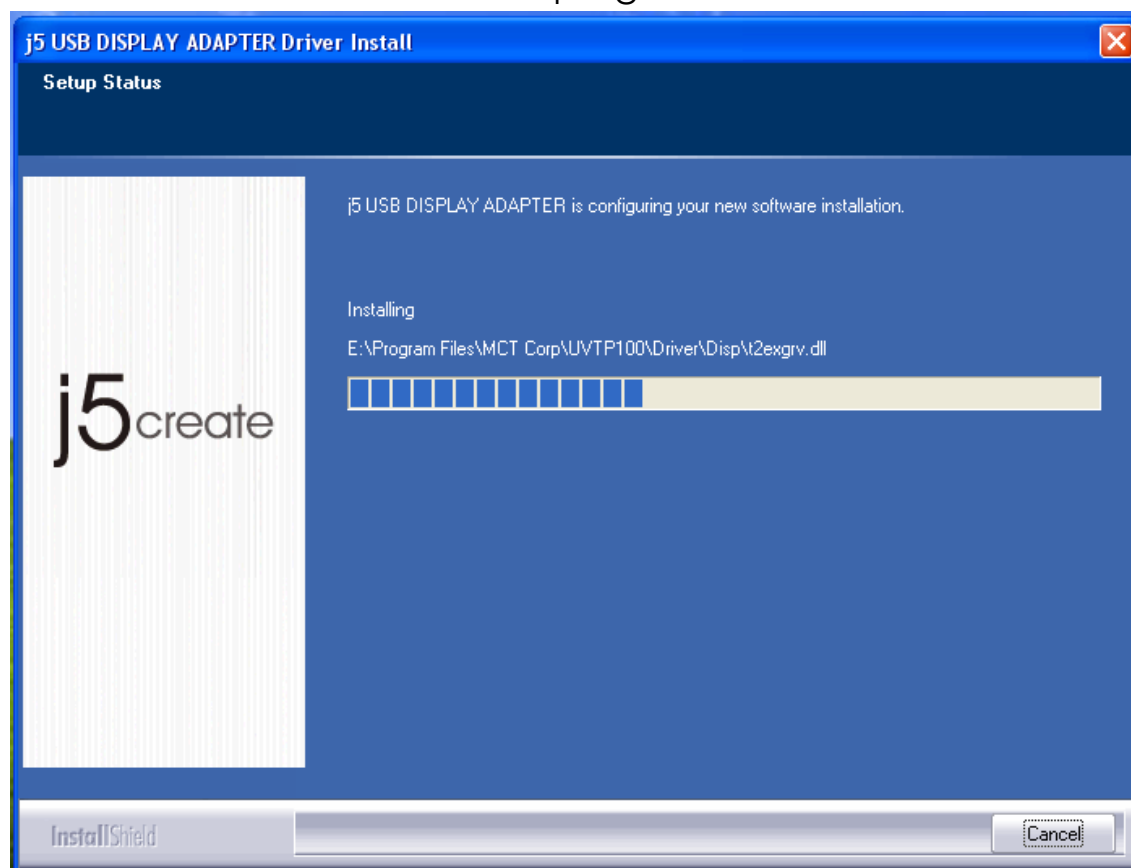 j5 USB DISPLAY ADAPTER Driver Install
Setup Status
j5 USB DISPLAY ADAPTER is configuring your new software installation.
Installing
E:\Program Files\MCT Corp\UVTP100\Driver\Disp\t2exgrv.dll
j5create
InstallShield
Cancel